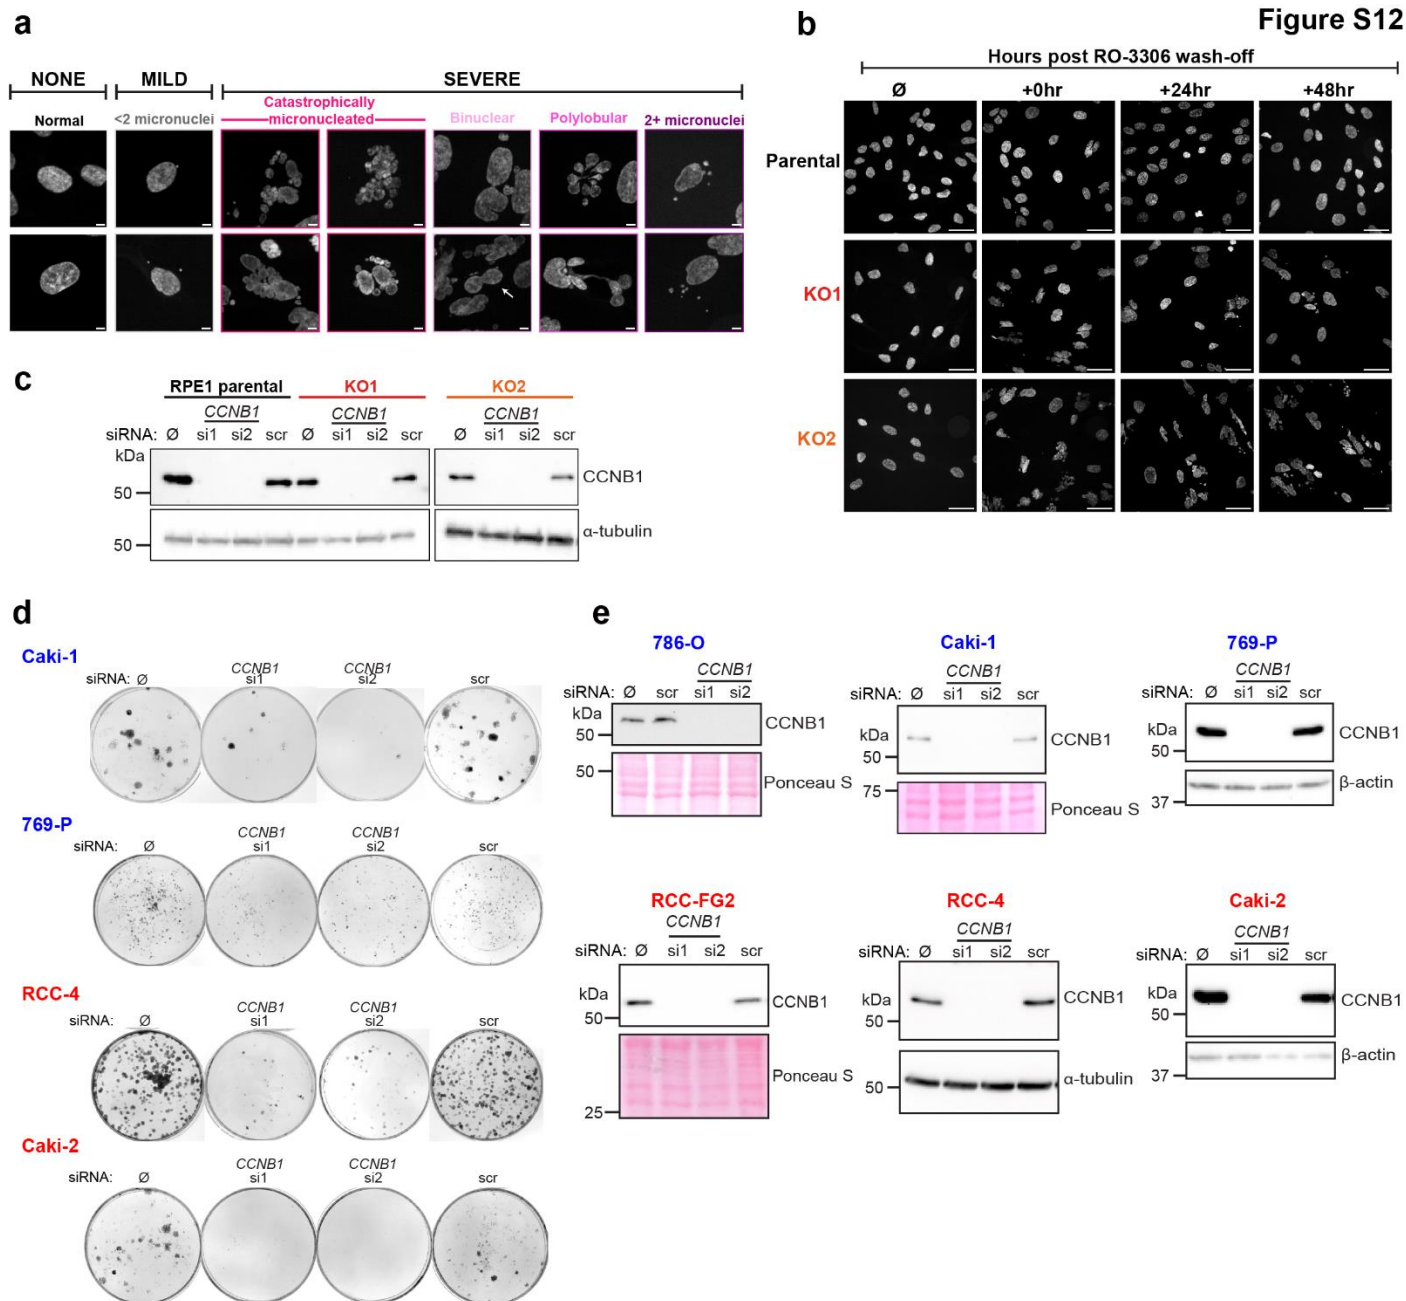 Figure S12
a
NONE MILD SEVERE
Normal <2 micronuclei Catastrophically micronucleated Binuclear Polylobular 2+ micronuclei
b
Hours post RO-3306 wash-off
Ø +0hr +24hr +48hr
Parental
KO1
KO2
c
RPE1 parental KO1 KO2
CCNB1 CCNB1 CCNB1
siRNA: Ø si1 si2 scr Ø si1 si2 scr Ø si1 si2 scr
kDa
50 CCNB1
50 α-tubulin
d
Caki-1
CCNB1 CCNB1
siRNA: Ø si1 si2 scr
769-P
CCNB1 CCNB1
siRNA: Ø si1 si2 scr
RCC-4
CCNB1 CCNB1
siRNA: Ø si1 si2 scr
Caki-2
CCNB1 CCNB1
siRNA: Ø si1 si2 scr
e
786-O
CCNB1
siRNA: Ø scr si1 si2
kDa
50 CCNB1
50 Ponceau S
Caki-1
CCNB1
siRNA: Ø si1 si2 scr
kDa
50 CCNB1
75 Ponceau S
769-P
CCNB1
siRNA: Ø si1 si2 scr
kDa
50 CCNB1
37 β-actin
RCC-FG2
CCNB1
siRNA: Ø si1 si2 scr
kDa
50 CCNB1
Ponceau S
25
RCC-4
CCNB1
siRNA: Ø si1 si2 scr
kDa
50 CCNB1
50 α-tubulin
Caki-2
CCNB1
siRNA: Ø si1 si2 scr
kDa
50 CCNB1
37 β-actin